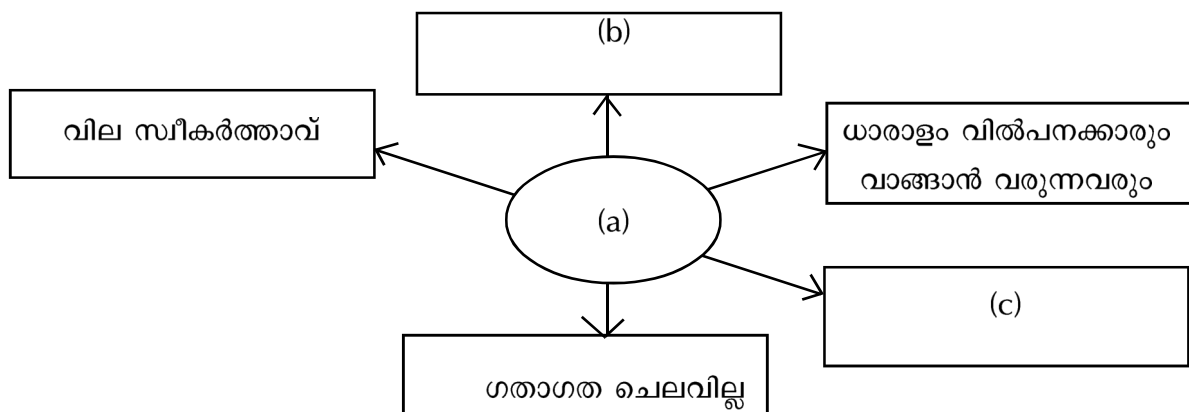 (b)
വില സ്വീകർത്താവ്
ധാരാളം വിൽപനക്കാരും
വാങ്ങാൻ വരുന്നവരും
(a)
(c)
ഗതാഗത ചെലവില്ല